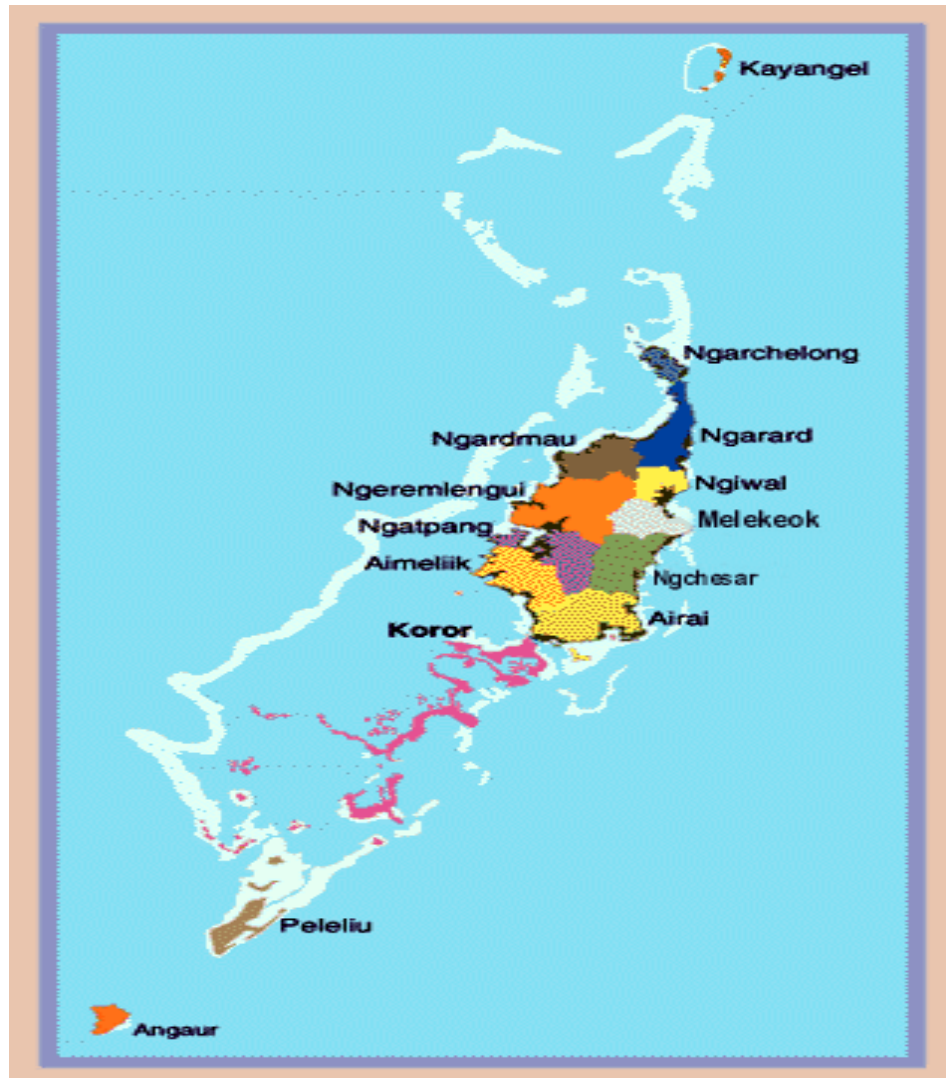 Kayangel
Ngarchelong
Ngardmau
Ngarard
Ngeremlengui
Ngiwal
Ngatpang
Melekeok
Aimeliik
Ngchesar
Koror
Airai
Peleliu
Angaur